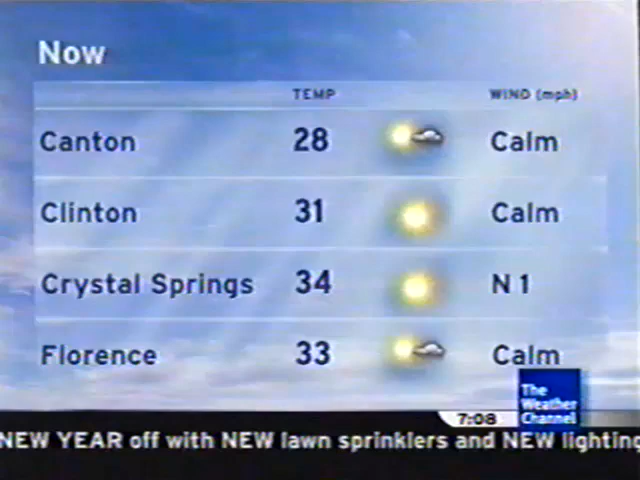 Now
TEMP WIND (mph)
Canton 28 Calm
Clinton 31 Calm
Crystal Springs 34 N 1
Florence 33 Calm
The
Weather
Channel
7:08
NEW YEAR off with NEW lawn sprinklers and NEW lighting